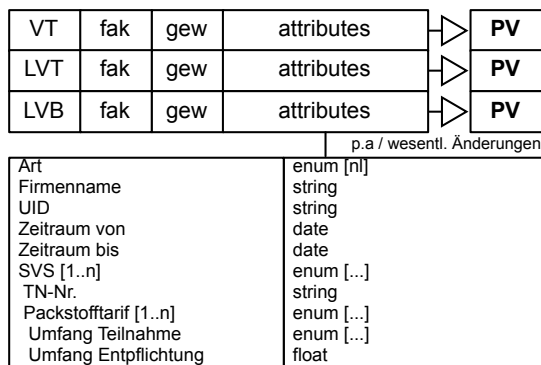 VT fak gew attributes PV
LVT fak gew attributes PV
LVB fak gew attributes PV
p.a / wesentl. Änderungen
Art enum [nl]
Firmenname string
UID string
Zeitraum von date
Zeitraum bis date
SVS [1..n] enum [...]
TN-Nr. string
Packstofftarif [1..n] enum [...]
Umfang Teilnahme enum [...]
Umfang Entpflichtung float